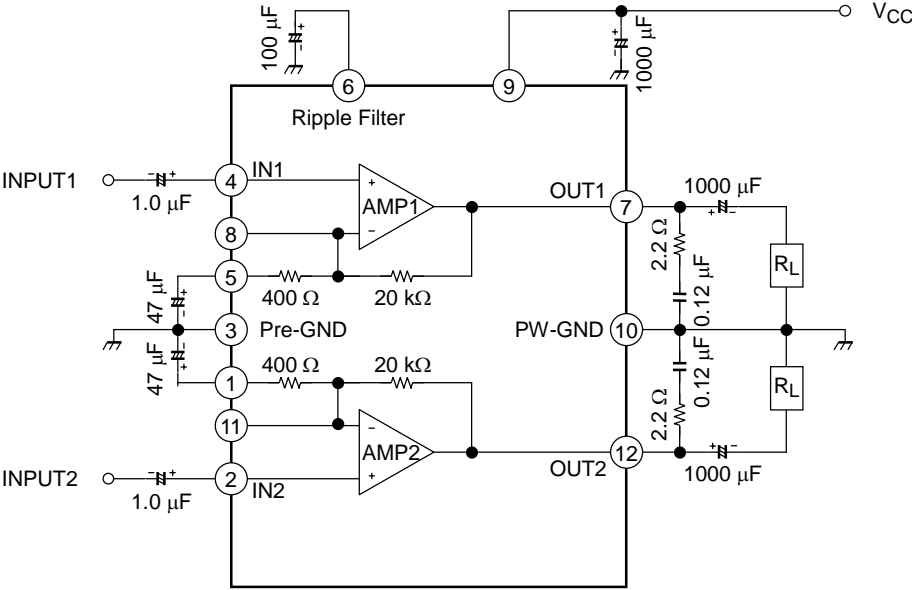 100 µF
1000 µF
VCC
6
9
Ripple Filter
INPUT1
1.0 µF
4
IN1
+
AMP1
−
OUT1
7
1000 µF
8
2.2 Ω
0.12 µF
RL
5
400 Ω
20 kΩ
47 µF
3
Pre-GND
PW-GND
10
47 µF
1
400 Ω
20 kΩ
0.12 µF
2.2 Ω
RL
11
−
AMP2
+
OUT2
12
1000 µF
INPUT2
1.0 µF
2
IN2